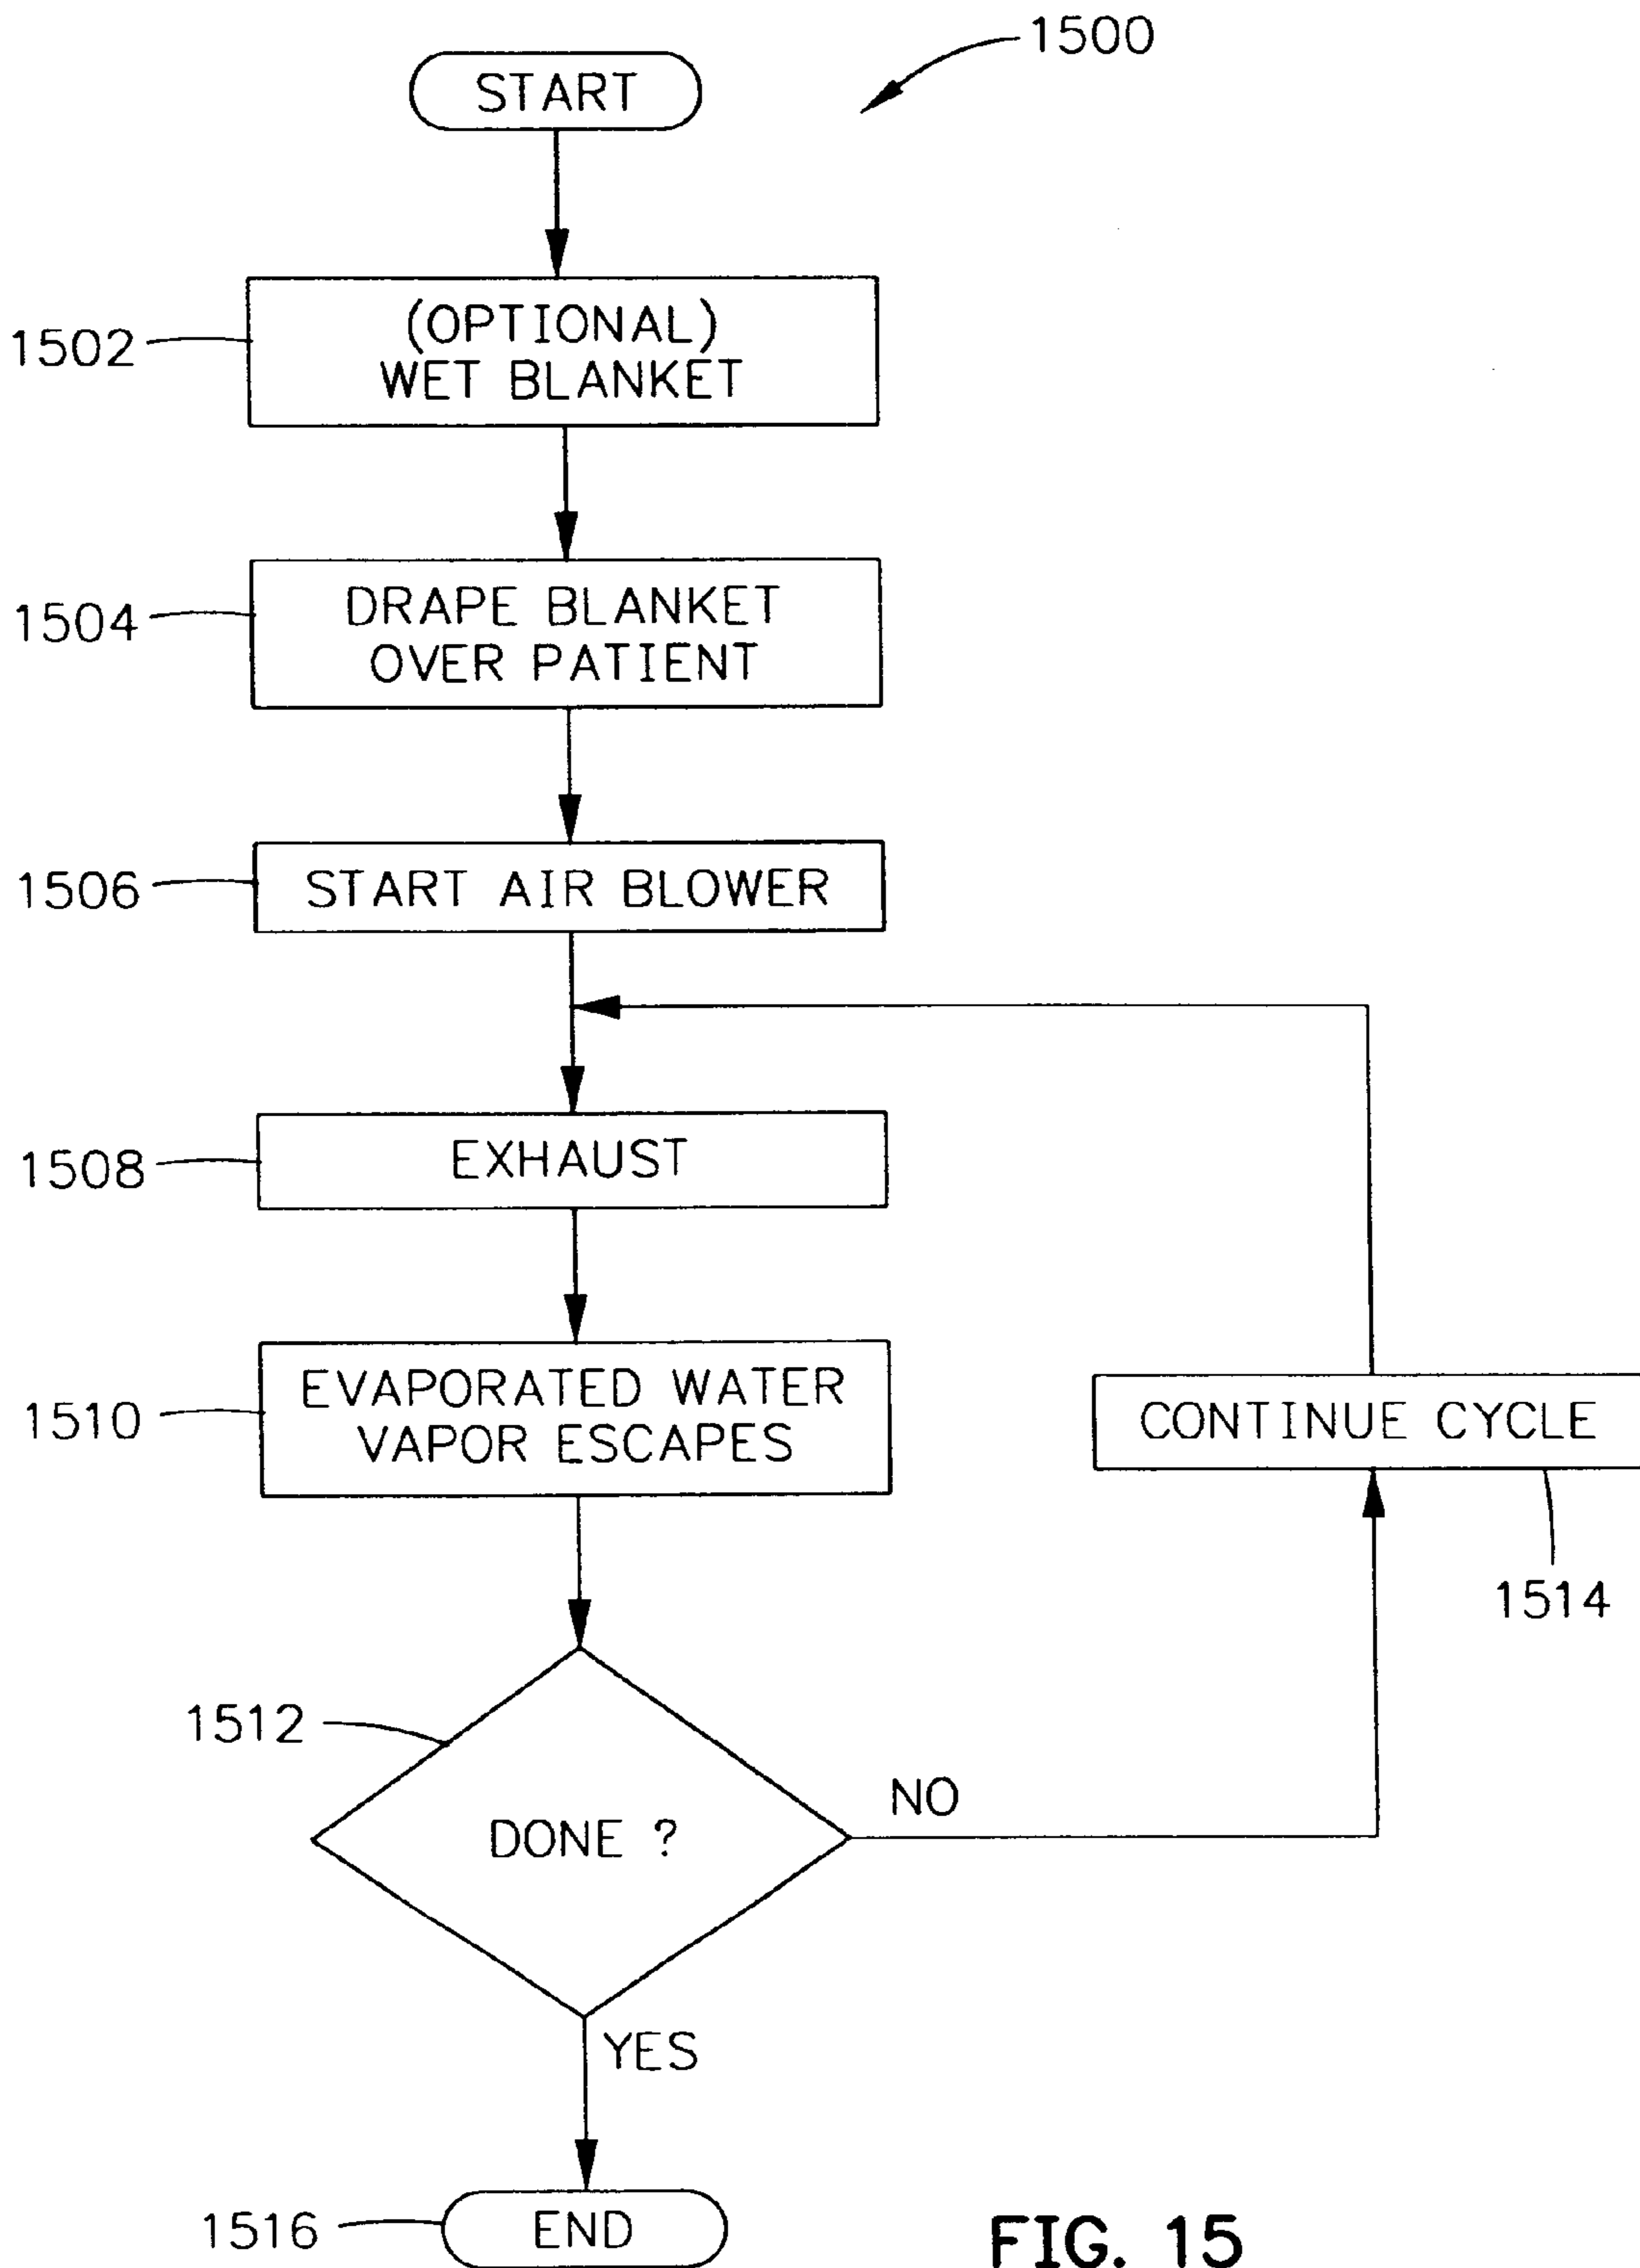 1500
START
1502
(OPTIONAL)
WET BLANKET
1504
DRAPE BLANKET
OVER PATIENT
1506
START AIR BLOWER
1508
EXHAUST
1510
EVAPORATED WATER
VAPOR ESCAPES
CONTINUE CYCLE
1514
1512
DONE ?
NO
YES
1516
END
FIG. 15